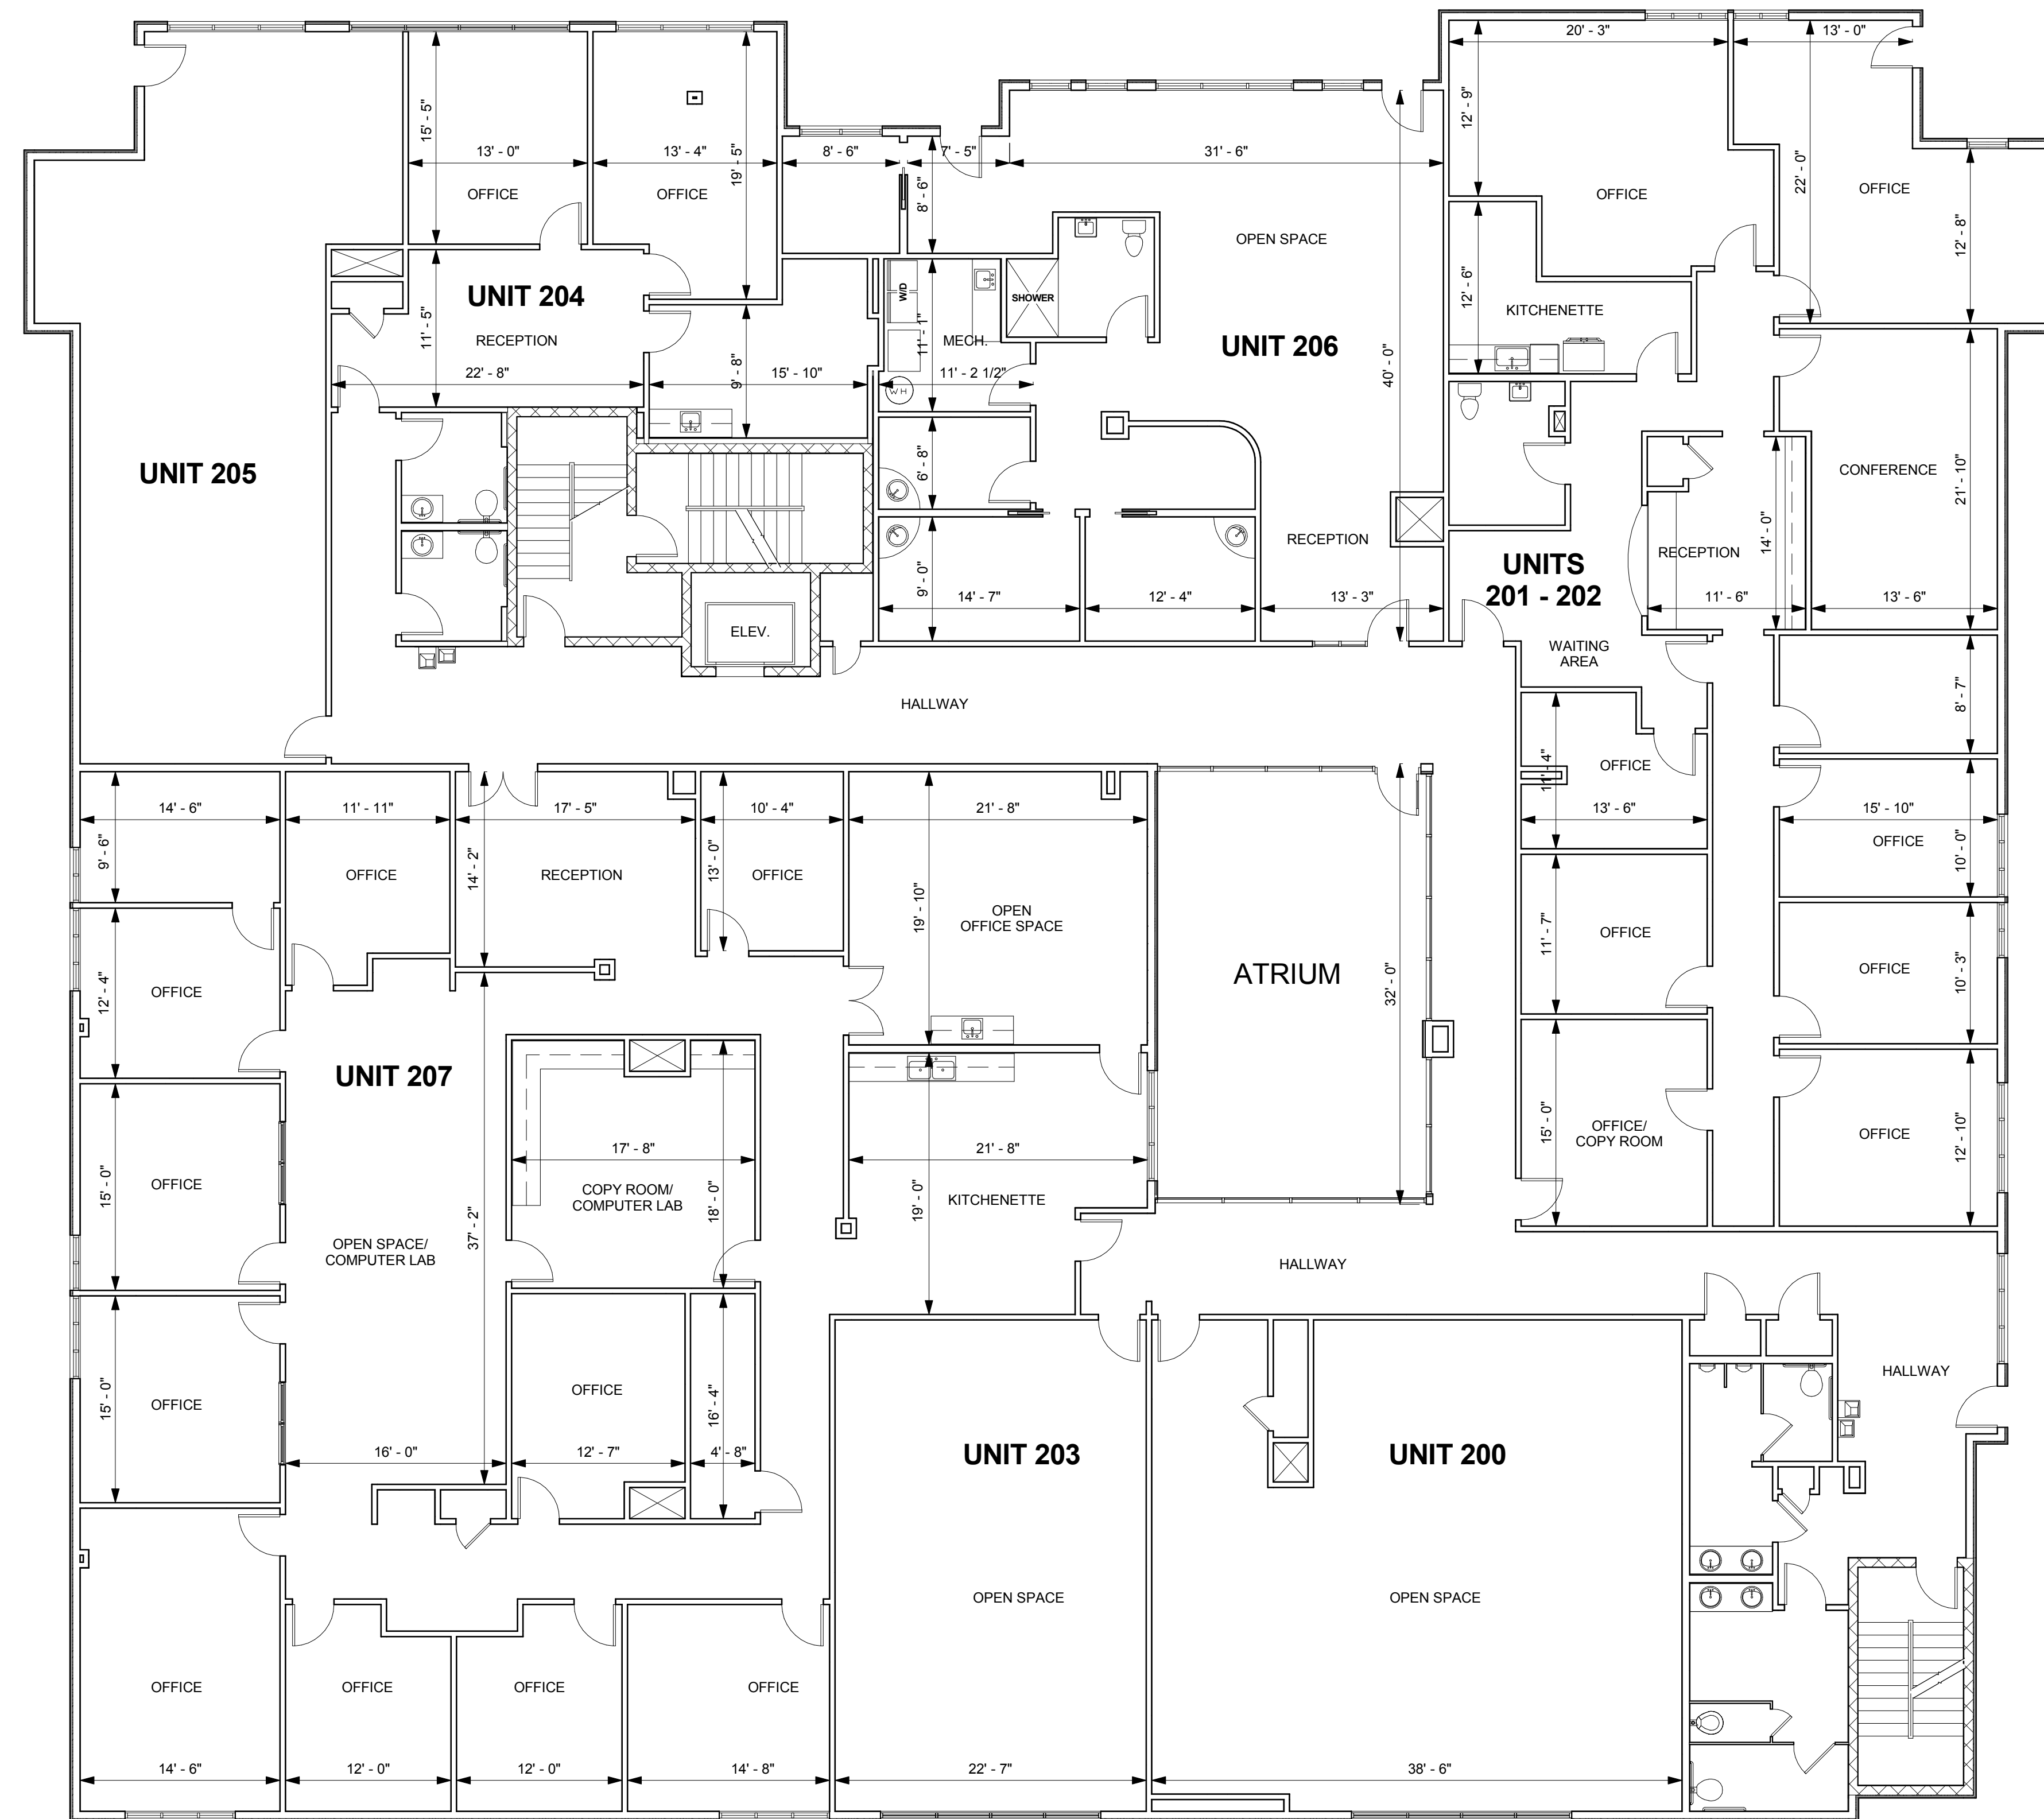 20' - 3"
13' - 0"
15' - 5"
13' - 0"
OFFICE
13' - 4"
19' - 5"
OFFICE
8' - 6"
7' - 5"
8' - 6"
31' - 6"
OPEN SPACE
12' - 9"
OFFICE
22' - 0"
OFFICE
12' - 8"
UNIT 204
11' - 5"
RECEPTION
22' - 8"
9' - 8"
15' - 10"
W/D
11' - 1"
MECH.
11' - 2 1/2"
WH
SHOWER
UNIT 206
40' - 0"
12' - 6"
KITCHENETTE
UNIT 205
6' - 8"
9' - 0"
14' - 7"
12' - 4"
RECEPTION
13' - 3"
ELEV.
UNITS
201 - 202
RECEPTION
14' - 0"
11' - 6"
CONFERENCE
21' - 10"
13' - 6"
WAITING
AREA
HALLWAY
8' - 7"
11' - 4"
OFFICE
13' - 6"
15' - 10"
OFFICE
10' - 0"
14' - 6"
9' - 6"
11' - 11"
OFFICE
17' - 5"
14' - 2"
RECEPTION
10' - 4"
13' - 0"
OFFICE
21' - 8"
19' - 10"
OPEN
OFFICE SPACE
ATRIUM
32' - 0"
11' - 7"
OFFICE
OFFICE
10' - 3"
12' - 4"
OFFICE
UNIT 207
15' - 0"
OFFICE
OPEN SPACE/
COMPUTER LAB
37' - 2"
17' - 8"
COPY ROOM/
COMPUTER LAB
18' - 0"
21' - 8"
19' - 0"
KITCHENETTE
15' - 0"
OFFICE/
COPY ROOM
OFFICE
12' - 10"
HALLWAY
15' - 0"
OFFICE
16' - 0"
OFFICE
12' - 7"
16' - 4"
4' - 8"
UNIT 203
UNIT 200
HALLWAY
OPEN SPACE
OPEN SPACE
OFFICE
OFFICE
OFFICE
OFFICE
14' - 6"
12' - 0"
12' - 0"
14' - 8"
22' - 7"
38' - 6"